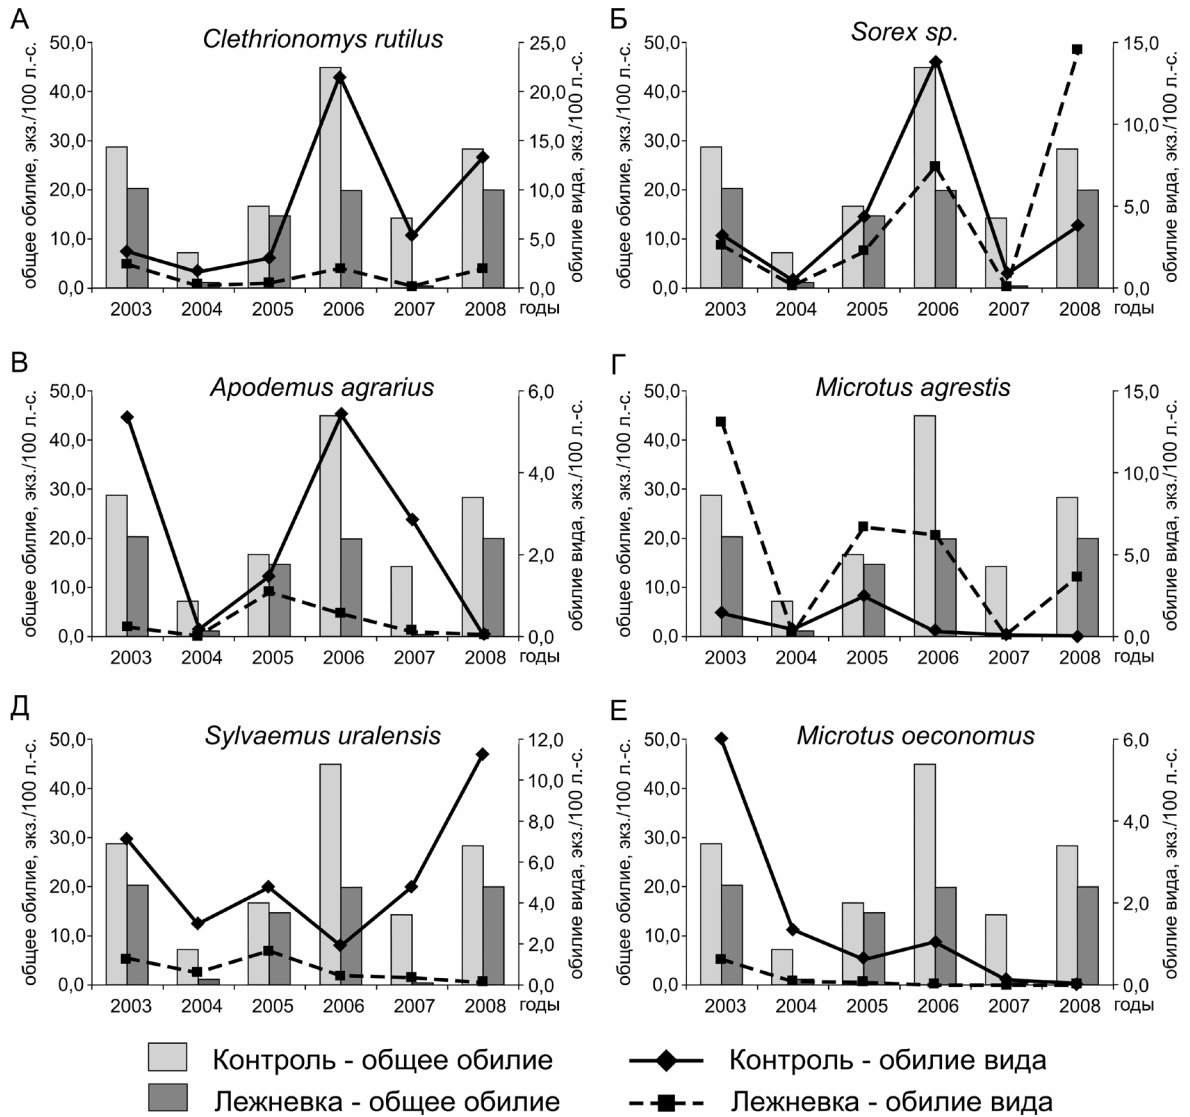 А
Clethrionomys rutilus
общее обилие, экз./100 л.-с.
50,0
40,0
30,0
20,0
10,0
0,0
25,0
20,0
15,0
10,0
5,0
0,0
обилие вида, экз./100 л.-с.
2003 2004 2005 2006 2007 2008 годы
Б
Sorex sp.
общее обилие, экз./100 л.-с.
50,0
40,0
30,0
20,0
10,0
0,0
15,0
10,0
5,0
0,0
обилие вида, экз./100 л.-с.
2003 2004 2005 2006 2007 2008 годы
В
Apodemus agrarius
общее обилие, экз./100 л.-с.
50,0
40,0
30,0
20,0
10,0
0,0
6,0
4,0
2,0
0,0
обилие вида, экз./100 л.-с.
2003 2004 2005 2006 2007 2008 годы
Г
Microtus agrestis
общее обилие, экз./100 л.-с.
50,0
40,0
30,0
20,0
10,0
0,0
15,0
10,0
5,0
0,0
обилие вида, экз./100 л.-с.
2003 2004 2005 2006 2007 2008 годы
Д
Sylvaemus uralensis
общее обилие, экз./100 л.-с.
50,0
40,0
30,0
20,0
10,0
0,0
12,0
10,0
8,0
6,0
4,0
2,0
0,0
обилие вида, экз./100 л.-с.
2003 2004 2005 2006 2007 2008 годы
Е
Microtus oeconomus
общее обилие, экз./100 л.-с.
50,0
40,0
30,0
20,0
10,0
0,0
6,0
4,0
2,0
0,0
обилие вида, экз./100 л.-с.
2003 2004 2005 2006 2007 2008 годы
Контроль - общее обилие
Контроль - обилие вида
Лежневка - общее обилие
Лежневка - обилие вида